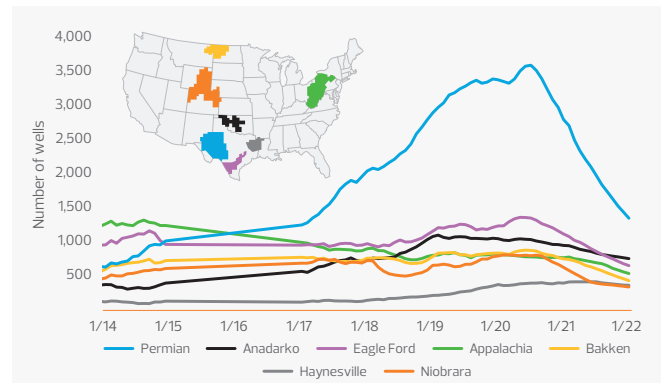 4,000
3,500
3,000
2,500
2,000
1,500
1,000
500
Number of wells
1/14 1/15 1/16 1/17 1/18 1/19 1/20 1/21 1/22
Permian Anadarko Eagle Ford Appalachia Bakken
Haynesville Niobrara